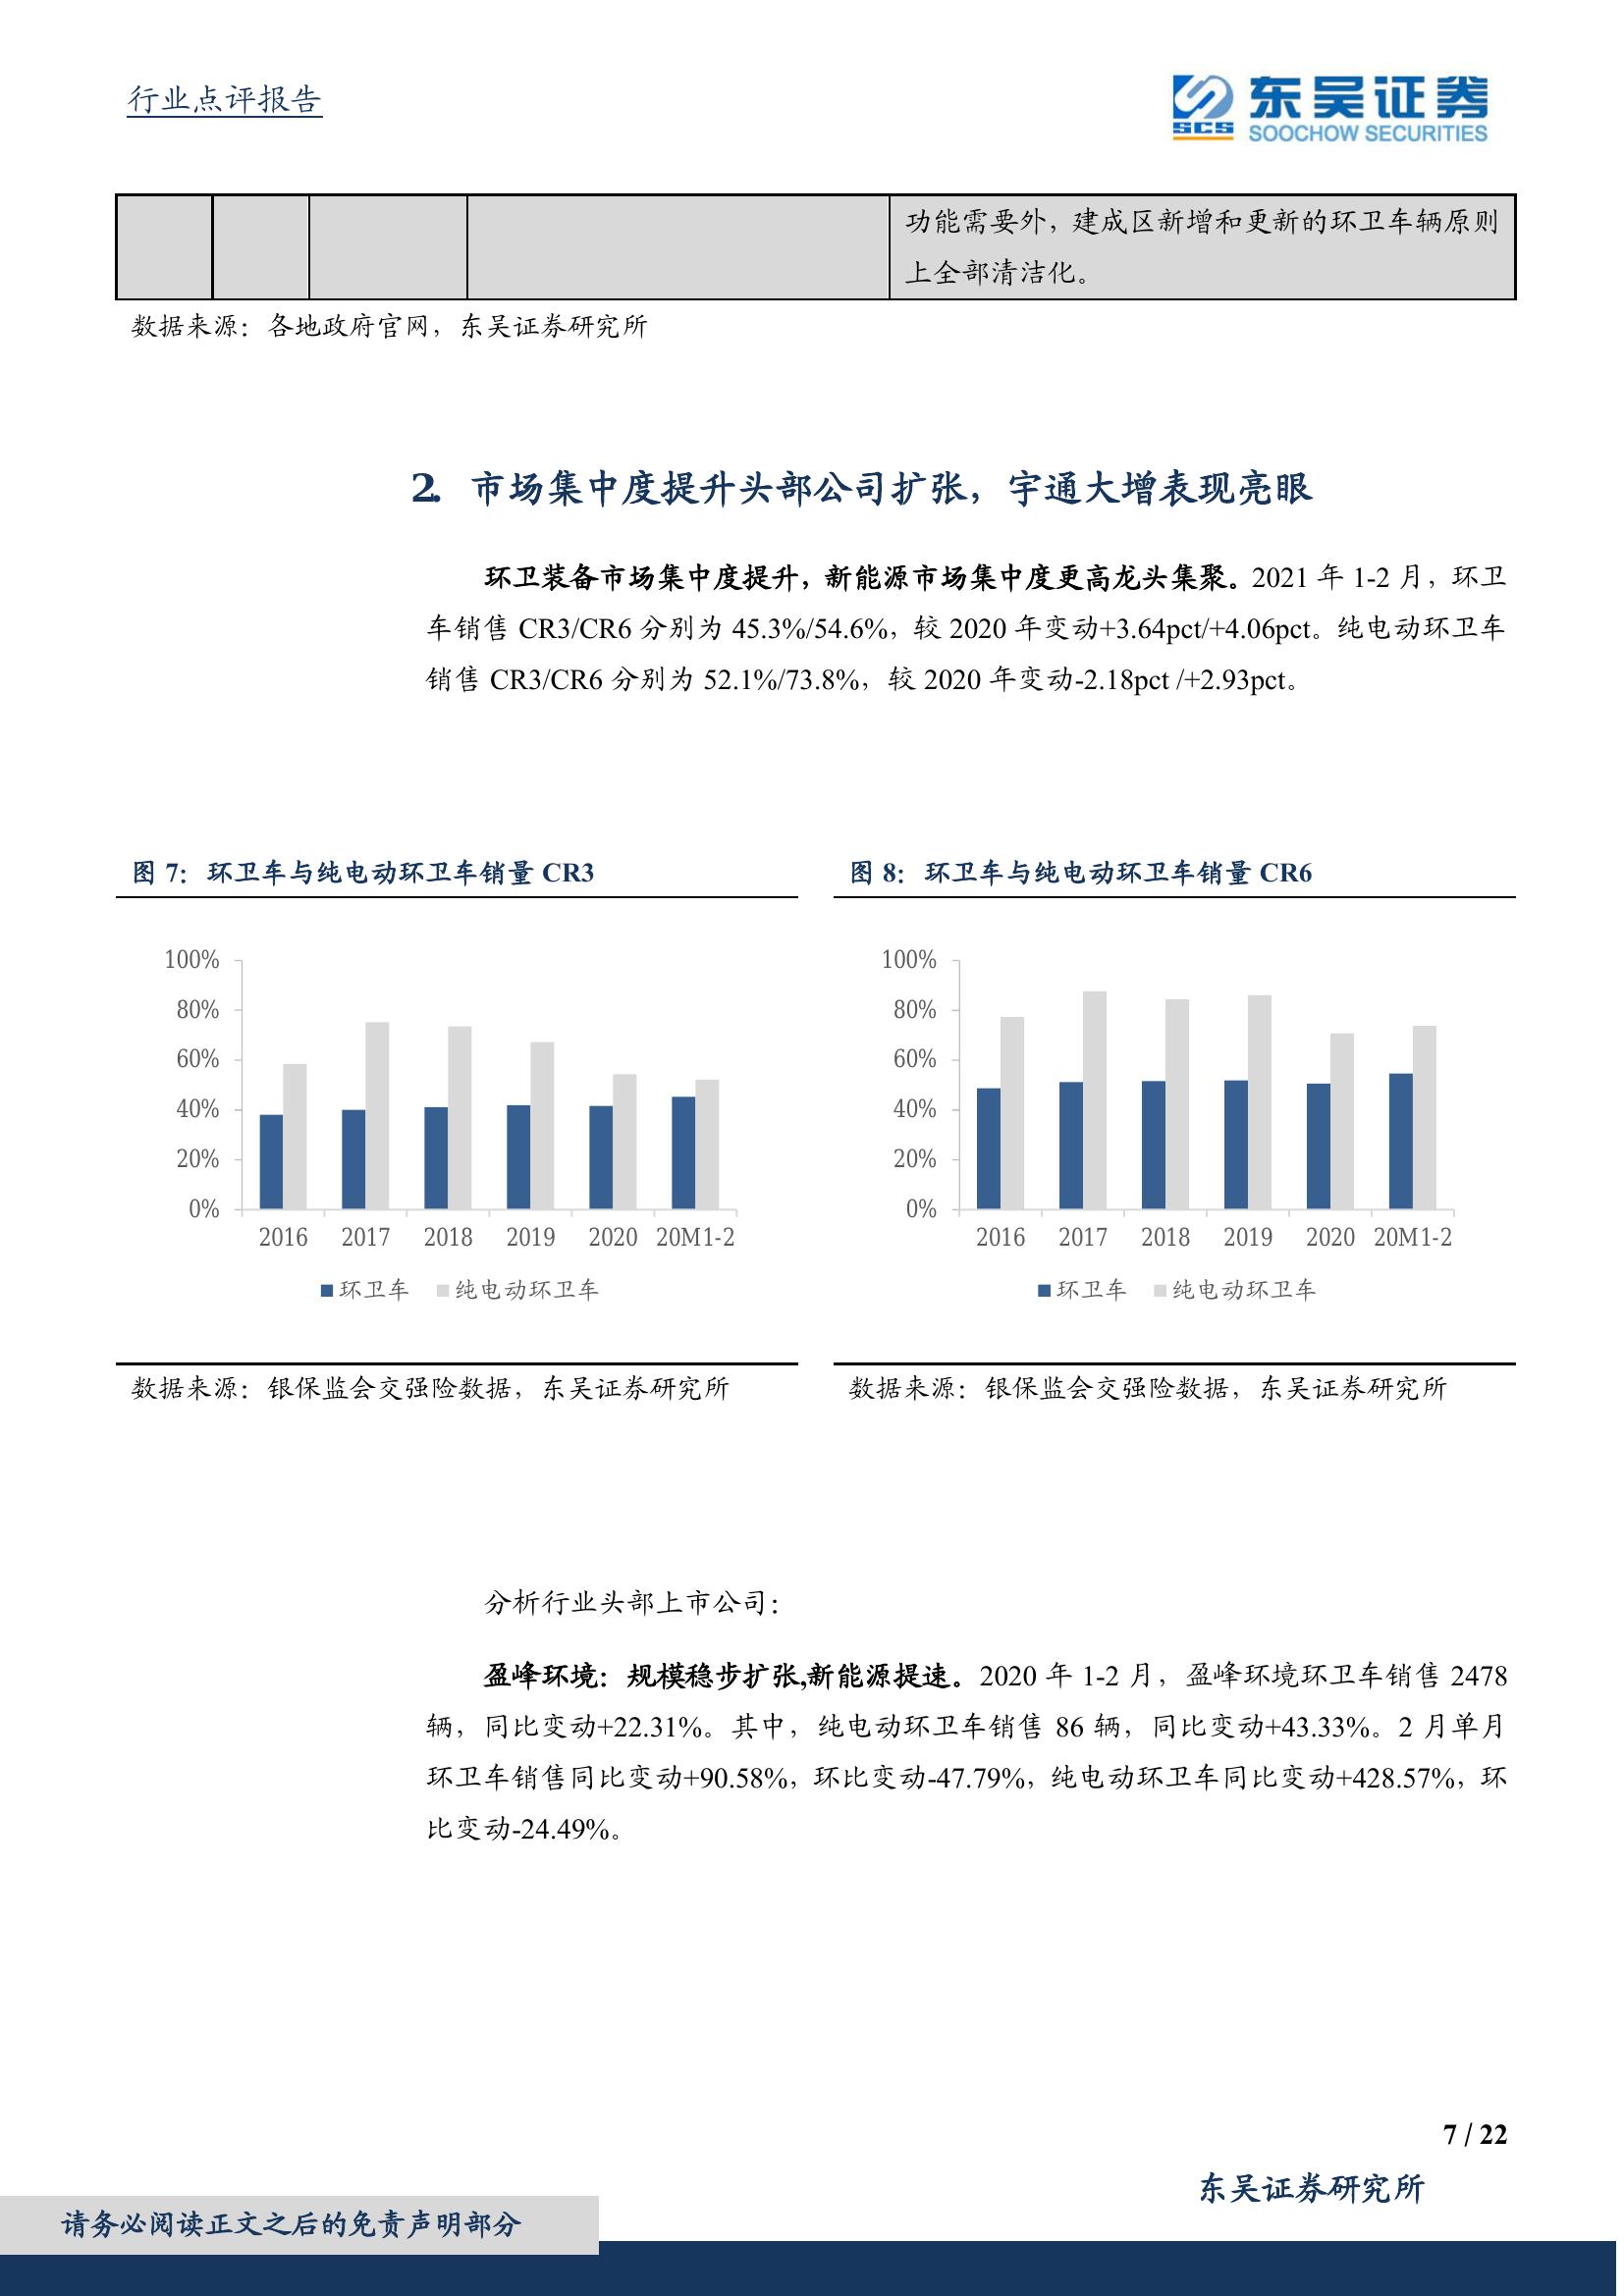 行业点评报告
SCS
东吴证券
SOOCHOW SECURITIES
功能需要外，建成区新增和更新的环卫车辆原则
上全部清洁化。
数据来源：各地政府官网，东吴证券研究所
2. 市场集中度提升头部公司扩张，宇通大增表现亮眼
环卫装备市场集中度提升，新能源市场集中度更高龙头集聚。2021 年 1-2 月，环卫
车销售 CR3/CR6 分别为 45.3%/54.6%，较 2020 年变动+3.64pct/+4.06pct。纯电动环卫车
销售 CR3/CR6 分别为 52.1%/73.8%，较 2020 年变动-2.18pct /+2.93pct。
图 7：环卫车与纯电动环卫车销量 CR3
100%
80%
60%
40%
20%
0%
2016 2017 2018 2019 2020 20M1-2
环卫车 纯电动环卫车
数据来源：银保监会交强险数据，东吴证券研究所
图 8：环卫车与纯电动环卫车销量 CR6
100%
80%
60%
40%
20%
0%
2016 2017 2018 2019 2020 20M1-2
环卫车 纯电动环卫车
数据来源：银保监会交强险数据，东吴证券研究所
分析行业头部上市公司：
盈峰环境：规模稳步扩张,新能源提速。2020 年 1-2 月，盈峰环境环卫车销售 2478
辆，同比变动+22.31%。其中，纯电动环卫车销售 86 辆，同比变动+43.33%。2 月单月
环卫车销售同比变动+90.58%，环比变动-47.79%，纯电动环卫车同比变动+428.57%，环
比变动-24.49%。
7 / 22
东吴证券研究所
请务必阅读正文之后的免责声明部分